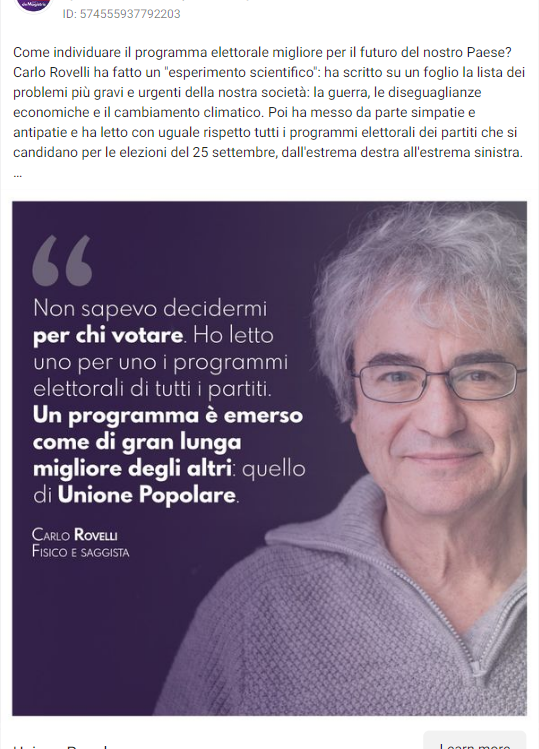 ID: 574555937792203
Come individuare il programma elettorale migliore per il futuro del nostro Paese?
Carlo Rovelli ha fatto un "esperimento scientifico": ha scritto su un foglio la lista dei
problemi più gravi e urgenti della nostra società: la guerra, le diseguaglianze
economiche e il cambiamento climatico. Poi ha messo da parte simpatie e
antipatie e ha letto con uguale rispetto tutti i programmi elettorali dei partiti che si
candidano per le elezioni del 25 settembre, dall'estrema destra all'estrema sinistra.
...
“
Non sapevo decidermi
per chi votare. Ho letto
uno per uno i programmi
elettorali di tutti i partiti.
Un programma è emerso
come di gran lunga
migliore degli altri: quello
di Unione Popolare.
Carlo Rovelli
Fisico e saggista